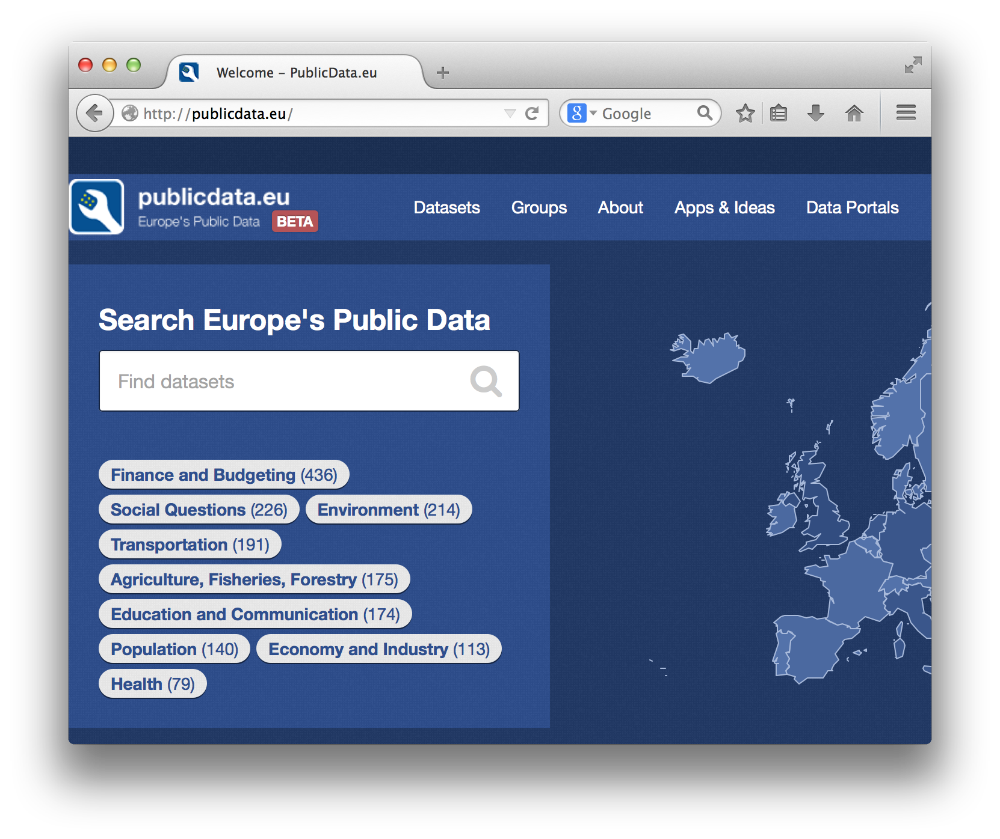 Welcome – PublicData.eu
http://publicdata.eu/
Google
publicdata.eu
Europe's Public Data BETA
Datasets Groups About Apps & Ideas Data Portals
Search Europe's Public Data
Find datasets
Finance and Budgeting (436)
Social Questions (226) Environment (214)
Transportation (191)
Agriculture, Fisheries, Forestry (175)
Education and Communication (174)
Population (140) Economy and Industry (113)
Health (79)